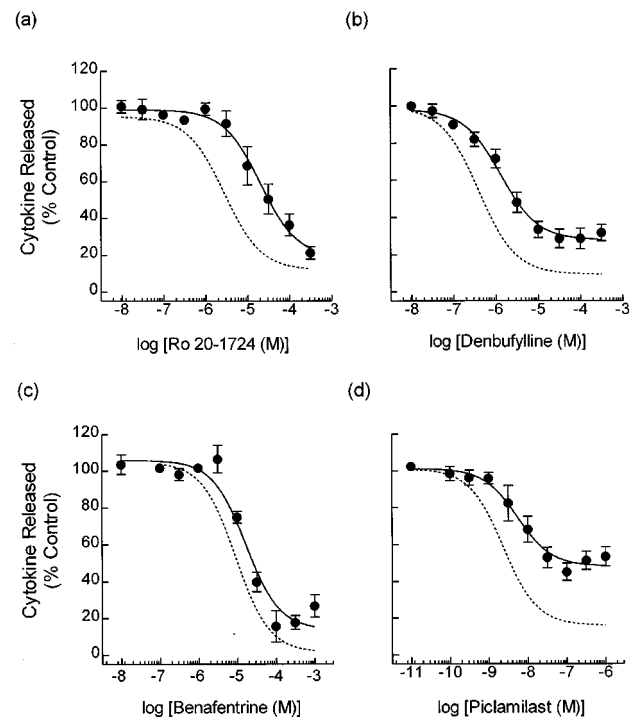 (a)
(b)
Cytokine Released
(% Control)
120
100
80
60
40
20
0
-8 -7 -6 -5 -4 -3
-8 -7 -6 -5 -4 -3
log [Ro 20-1724 (M)]
log [Denbufylline (M)]
(c)
(d)
Cytokine Released
(% Control)
120
100
80
60
40
20
0
-8 -7 -6 -5 -4 -3
-11 -10 -9 -8 -7 -6
log [Benafentrine (M)]
log [Piclamilast (M)]